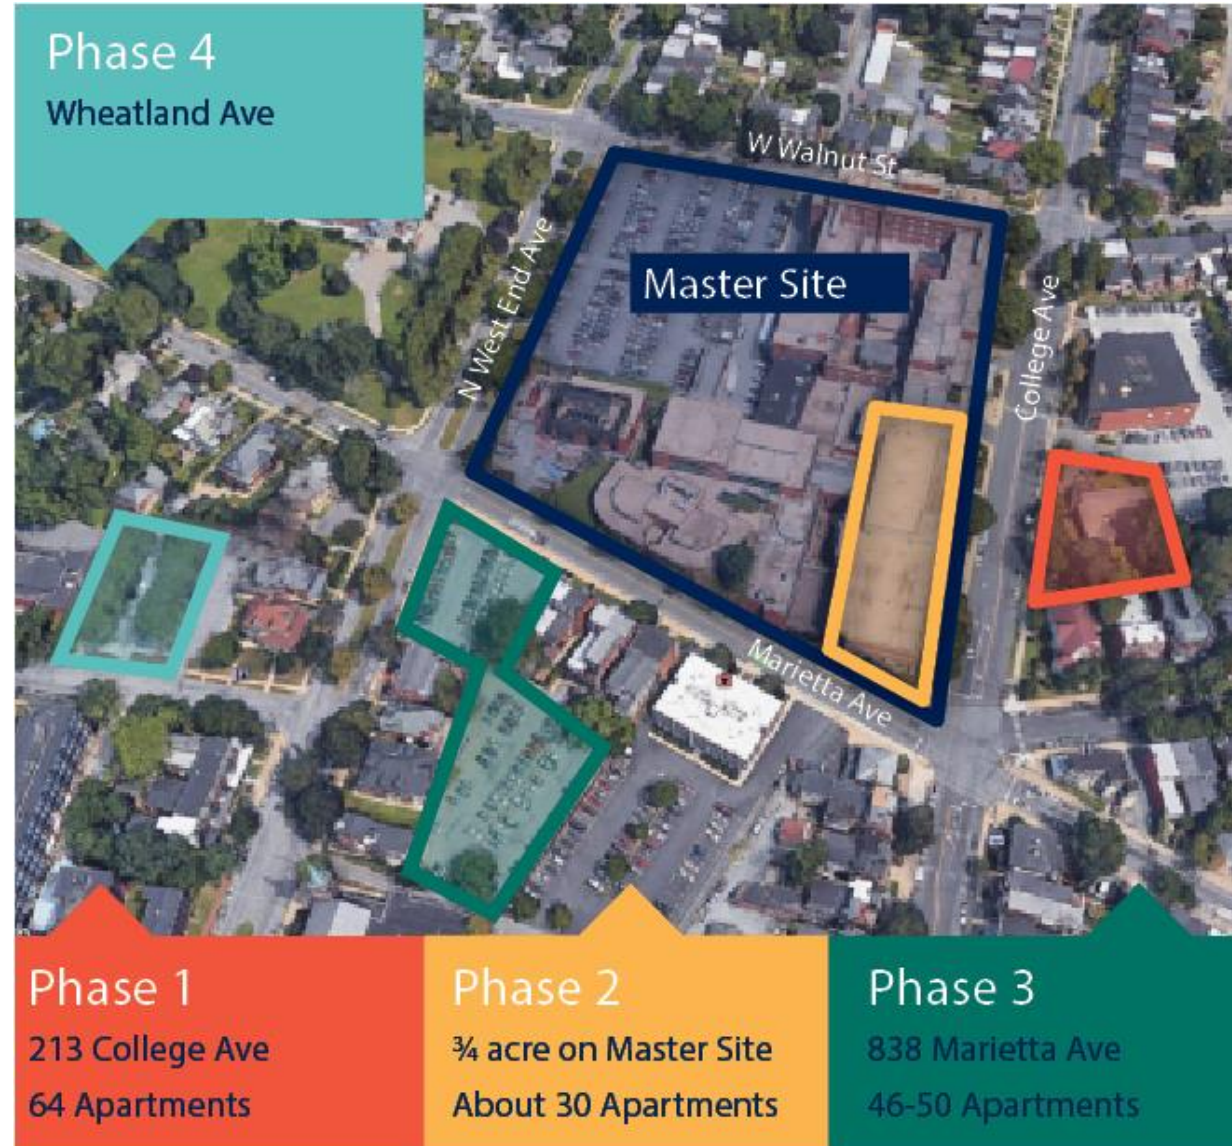 Phase 4
Wheatland Ave
W Walnut St
N West End Ave
Master Site
College Ave
Marietta Ave
Phase 1
213 College Ave
64 Apartments
Phase 2
¾ acre on Master Site
About 30 Apartments
Phase 3
838 Marietta Ave
46-50 Apartments